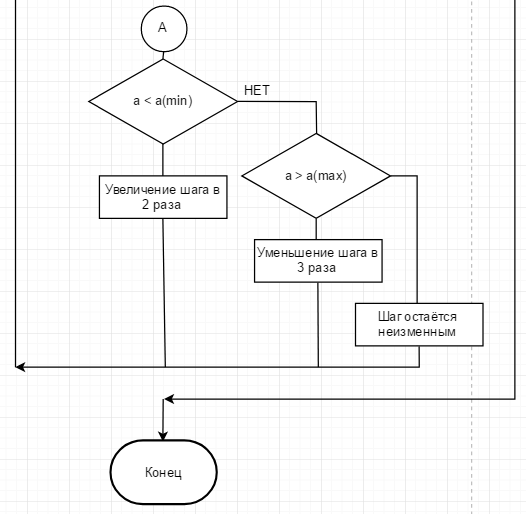 A
a < a(min)
НЕТ
a > a(max)
Увеличение шага в
2 раза
Уменьшение шага в
3 раза
Шаг остаётся
неизменным
Конец